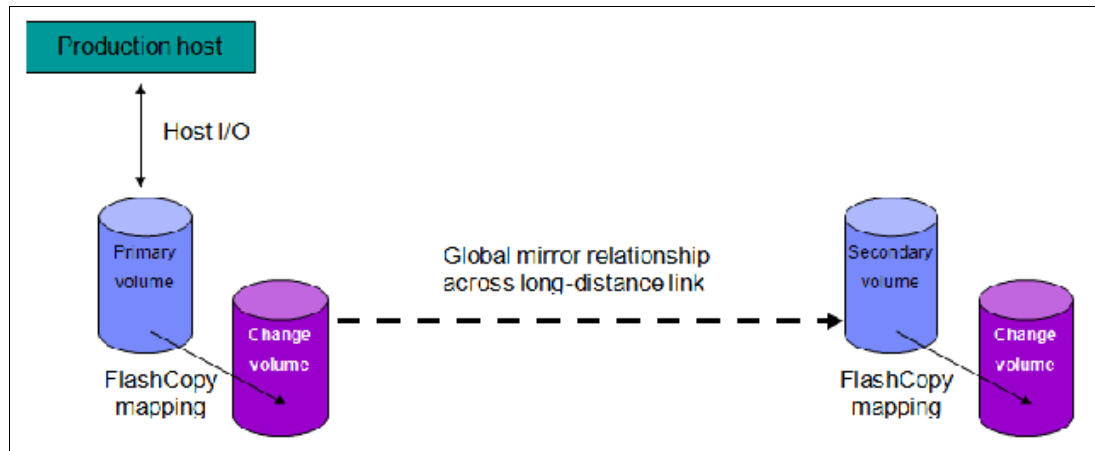 Production host
Host I/O
Primary
volume
Change
volume
FlashCopy
mapping
Global mirror relationship
across long-distance link
Secondary
volume
Change
volume
FlashCopy
mapping